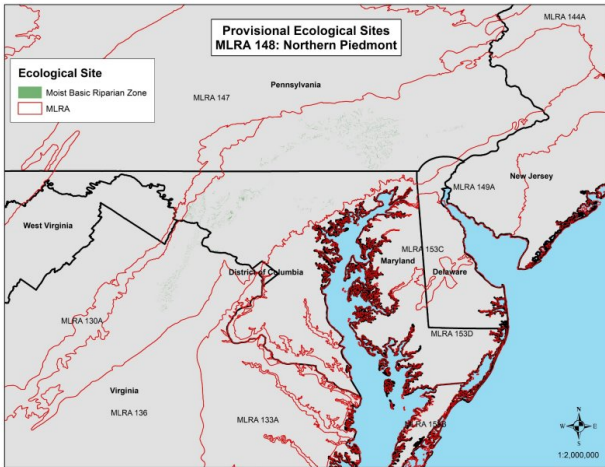 Provisional Ecological Sites
MLRA 148: Northern Piedmont
MLRA 144A
Ecological Site
Moist Basic Riparian Zone
MLRA
Pennsylvania
MLRA 147
New Jersey
MLRA 149A
West Virginia
MLRA 153C
Maryland
Delaware
District of Columbia
MLRA 130A
MLRA 153D
Virginia
MLRA 136
MLRA 133A
N
W
E
S
1:2,000,000